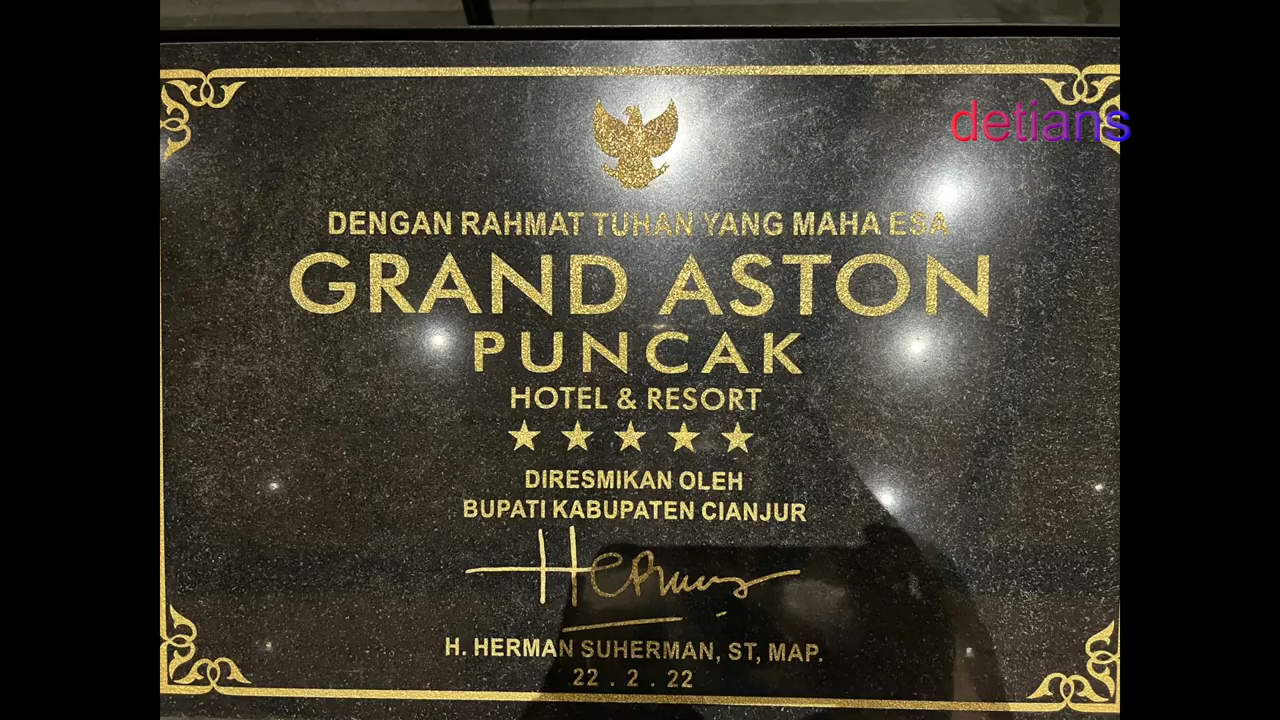 detians
DENGAN RAHMAT TUHAN YANG MAHA ESA
GRAND ASTON
PUNCAK
HOTEL & RESORT
DIRESMIKAN OLEH
BUPATI KABUPATEN CIANJUR
Herman
H. HERMAN SUHERMAN, ST, MAP.
22 . 2 . 22